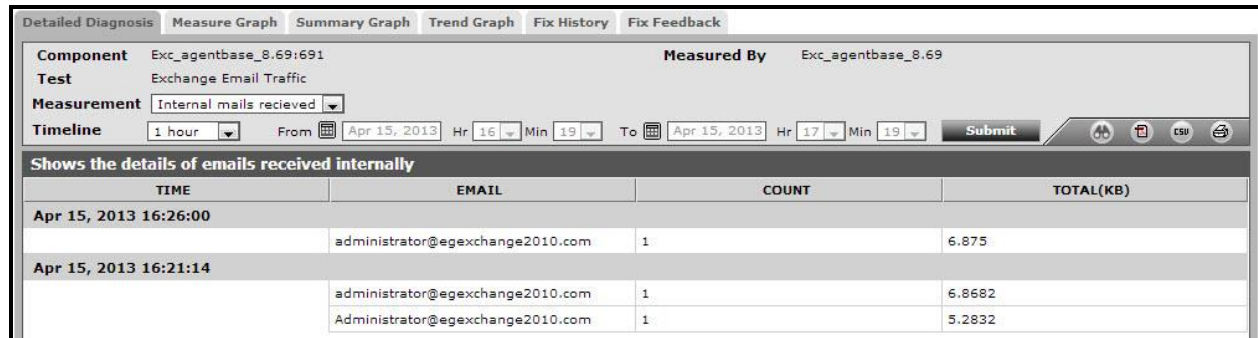 Detailed Diagnosis Measure Graph Summary Graph Trend Graph Fix History Fix Feedback
Component Exc_agentbase_8.69:691 Measured By Exc_agentbase_8.69
Test Exchange Email Traffic
Measurement Internal mails recieved
Timeline 1 hour From Apr 15, 2013 Hr 16 Min 19 To Apr 15, 2013 Hr 17 Min 19 Submit CSV
Shows the details of emails received internally
TIME EMAIL COUNT TOTAL(KB)
Apr 15, 2013 16:26:00
administrator@egexchange2010.com 1 6.875
Apr 15, 2013 16:21:14
administrator@egexchange2010.com 1 6.8682
Administrator@egexchange2010.com 1 5.2832